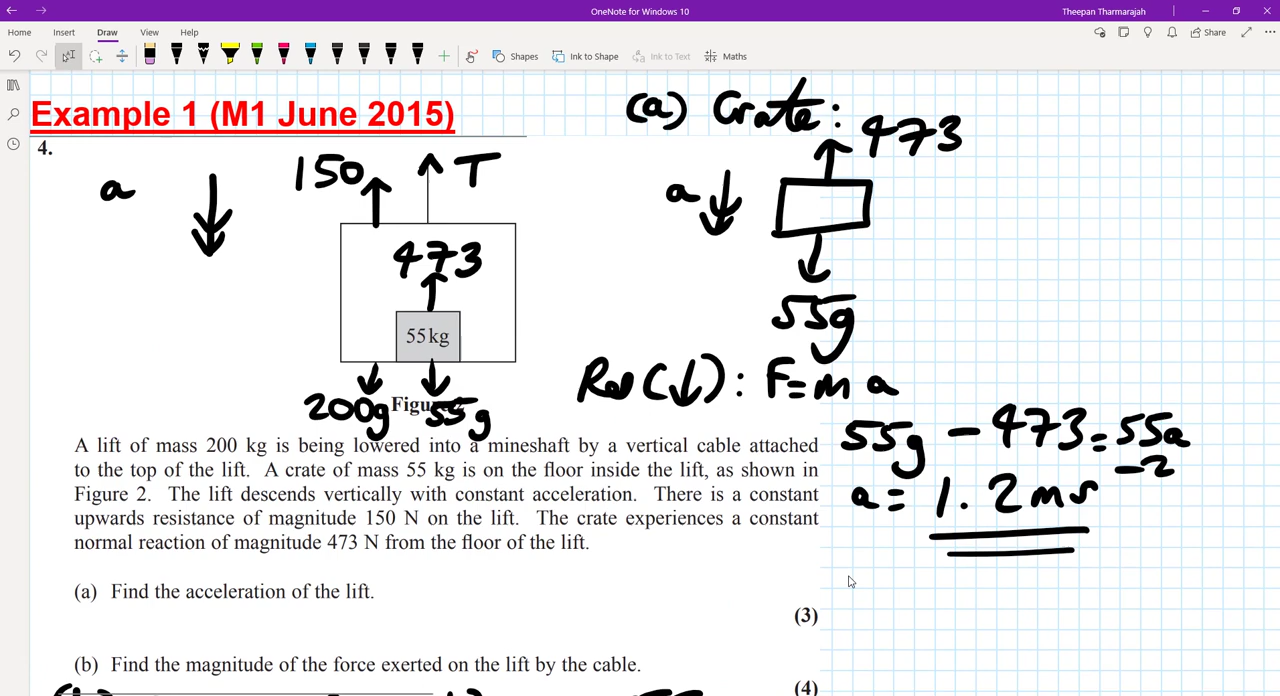 OneNote for Windows 10
Theepan Tharmarajah
Home Insert Draw View Help
Share
Shapes Ink to Shape Ink to Text Maths
Example 1 (M1 June 2015)
4.
a
150
T
473
55 kg
200g
55g
A lift of mass 200 kg is being lowered into a mineshaft by a vertical cable attached
to the top of the lift. A crate of mass 55 kg is on the floor inside the lift, as shown in
Figure 2. The lift descends vertically with constant acceleration. There is a constant
upwards resistance of magnitude 150 N on the lift. The crate experiences a constant
normal reaction of magnitude 473 N from the floor of the lift.
(a) Find the acceleration of the lift.
(3)
(b) Find the magnitude of the force exerted on the lift by the cable.
(4)
(a) Crate:
473
a
55g
Res(↓): F=ma
55g - 473 = 55a
a = 1.2ms-2